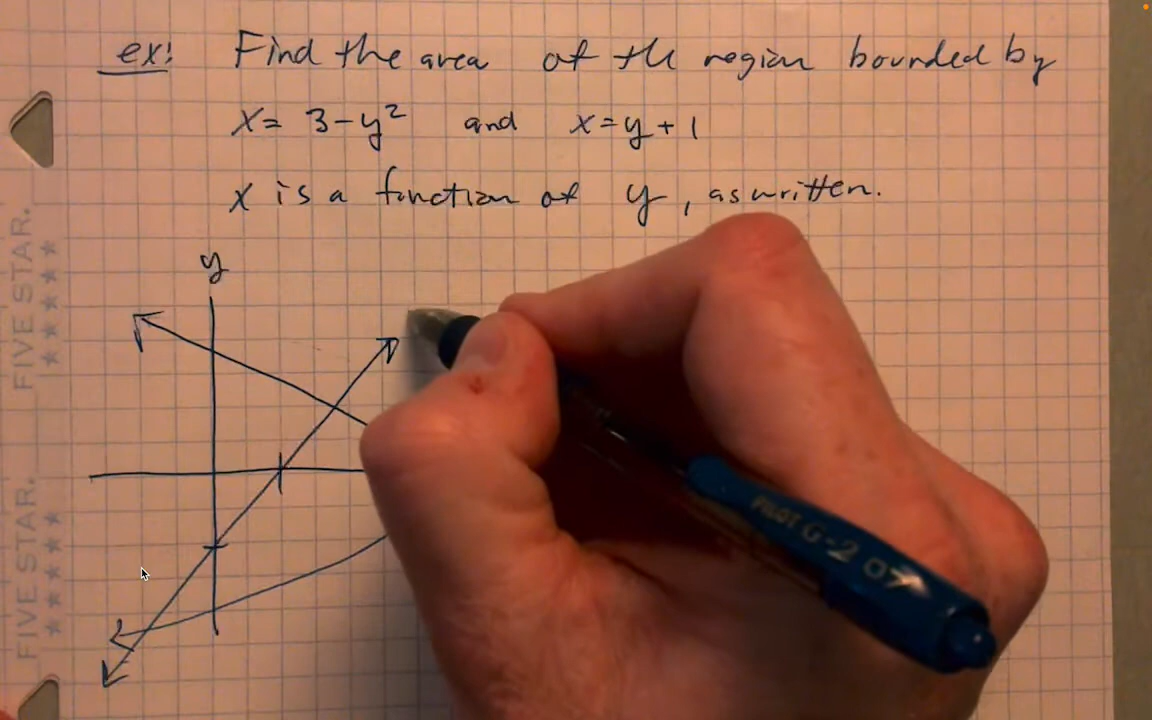 ex: Find the area of the region bounded by
x = 3 - y² and x = y + 1
x is a function of y, as written.
y
FIVE STAR.
FIVE STAR.
PILOT G-2 07